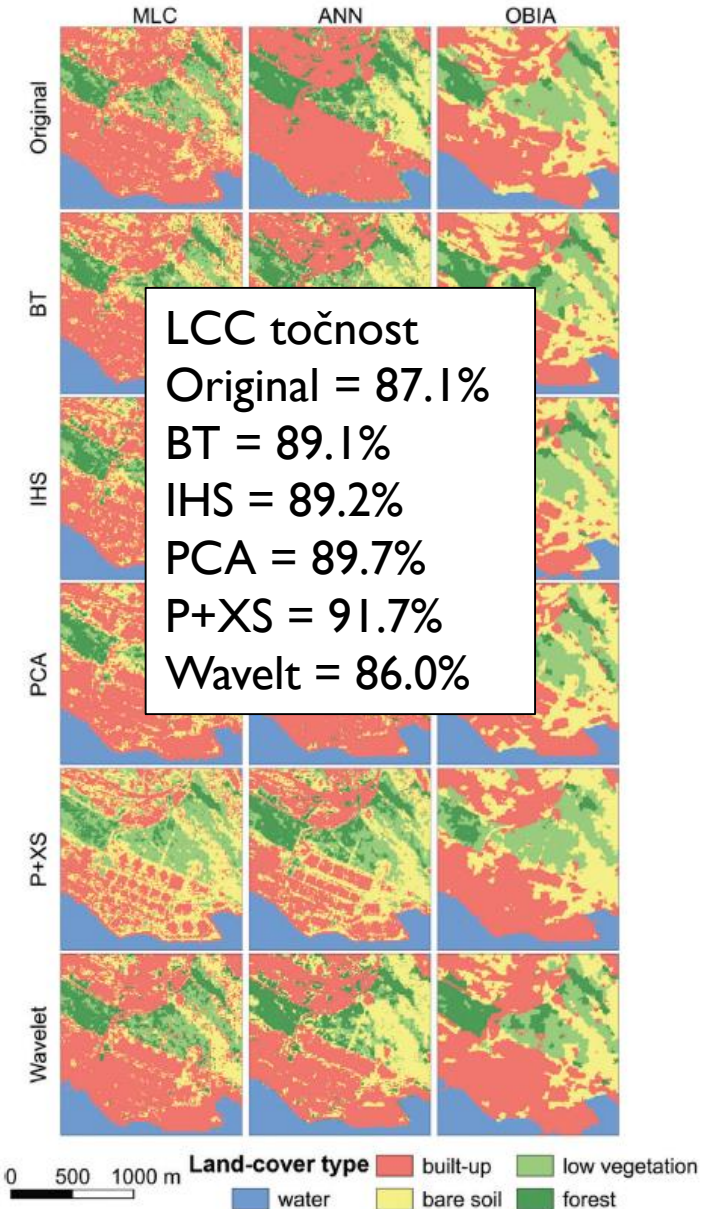 MLC ANN OBIA
Original
BT
LCC točnost
Original = 87.1%
BT = 89.1%
IHS = 89.2%
PCA = 89.7%
P+XS = 91.7%
Wavelt = 86.0%
IHS
PCA
P+XS
Wavelet
0 500 1000 m Land-cover type built-up low vegetation
water bare soil forest